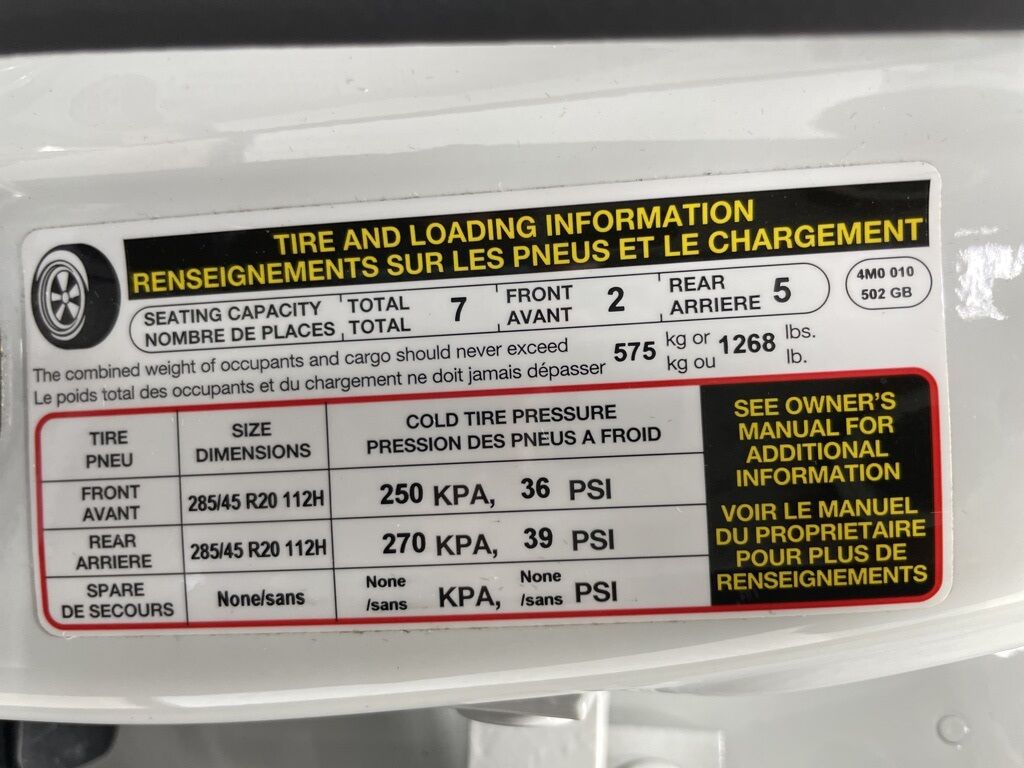 TIRE AND LOADING INFORMATION
RENSEIGNEMENTS SUR LES PNEUS ET LE CHARGEMENT
SEATING CAPACITY TOTAL 7 FRONT 2 REAR 5
NOMBRE DE PLACES TOTAL AVANT ARRIERE
4M0 010
502 GB
The combined weight of occupants and cargo should never exceed 575 kg or 1268 lbs.
Le poids total des occupants et du chargement ne doit jamais dépasser kg ou lb.
TIRE SIZE COLD TIRE PRESSURE
PNEU DIMENSIONS PRESSION DES PNEUS A FROID
FRONT
AVANT 285/45 R20 112H 250 KPA, 36 PSI
REAR
ARRIERE 285/45 R20 112H 270 KPA, 39 PSI
SPARE None None
DE SECOURS None/sans /sans KPA, /sans PSI
SEE OWNER'S
MANUAL FOR
ADDITIONAL
INFORMATION
VOIR LE MANUEL
DU PROPRIETAIRE
POUR PLUS DE
RENSEIGNEMENTS